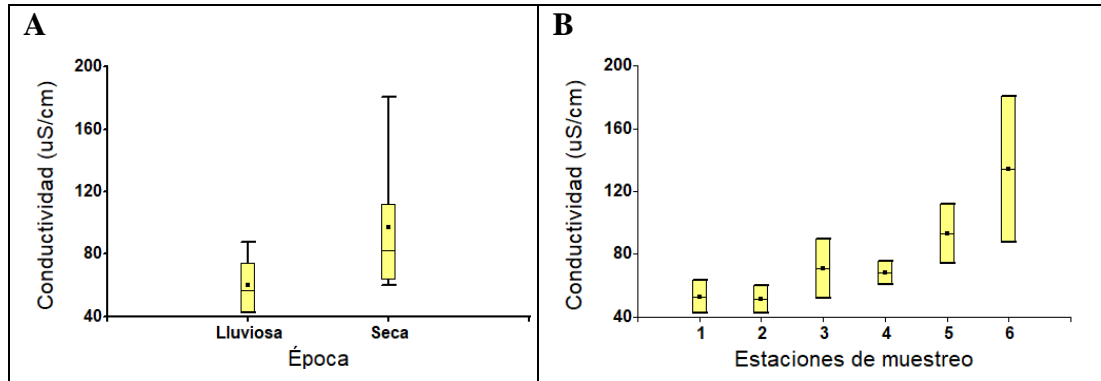 A
Conductividad (uS/cm)
200
160
120
80
40
Lluviosa Seca
Época
B
Conductividad (uS/cm)
200
160
120
80
40
1 2 3 4 5 6
Estaciones de muestreo